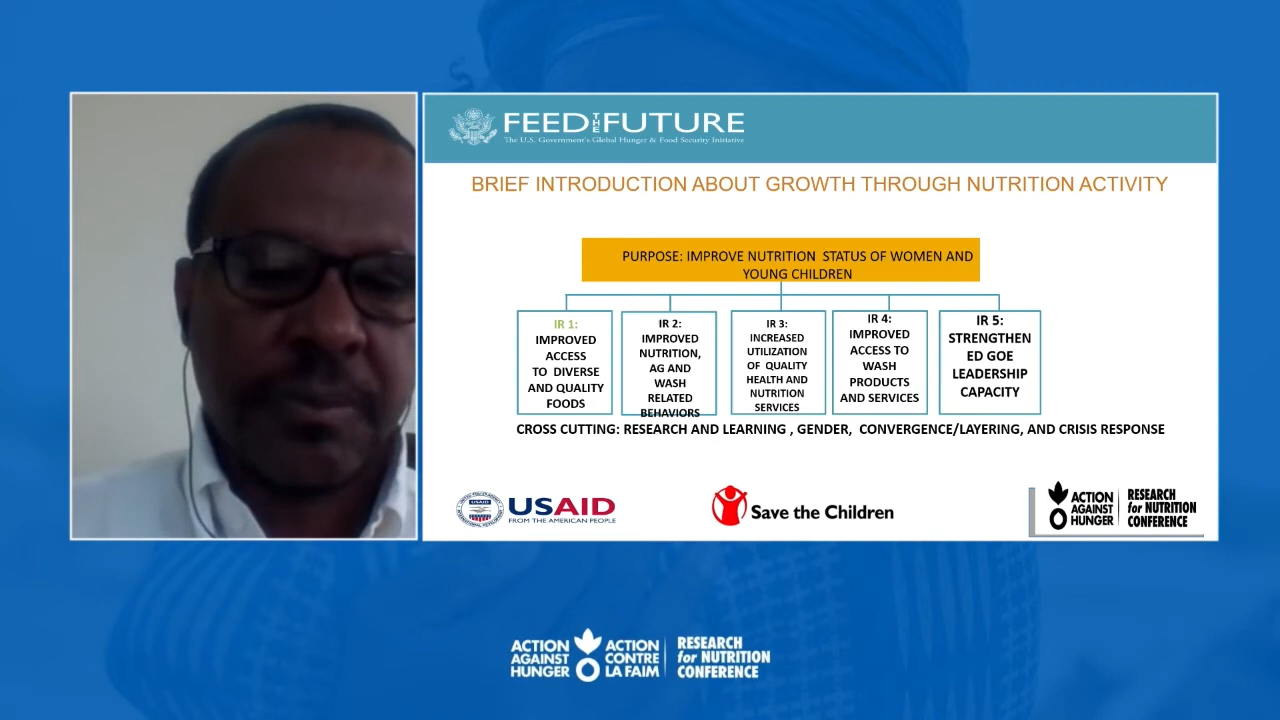 FEED THE FUTURE
The U.S. Government's Global Hunger & Food Security Initiative
BRIEF INTRODUCTION ABOUT GROWTH THROUGH NUTRITION ACTIVITY
PURPOSE: IMPROVE NUTRITION STATUS OF WOMEN AND
YOUNG CHILDREN
IR 1:
IMPROVED
ACCESS
TO DIVERSE
AND QUALITY
FOODS
IR 2:
IMPROVED
NUTRITION,
AG AND
WASH
RELATED
BEHAVIORS
IR 3:
INCREASED
UTILIZATION
OF QUALITY
HEALTH AND
NUTRITION
SERVICES
IR 4:
IMPROVED
ACCESS TO
WASH
PRODUCTS
AND SERVICES
IR 5:
STRENGTHEN
ED GOE
LEADERSHIP
CAPACITY
CROSS CUTTING: RESEARCH AND LEARNING , GENDER, CONVERGENCE/LAYERING, AND CRISIS RESPONSE
USAID
USAID
FROM THE AMERICAN PEOPLE
Save the Children
ACTION
AGAINST
HUNGER
RESEARCH
for NUTRITION
CONFERENCE
ACTION
AGAINST
HUNGER
ACTION
CONTRE
LA FAIM
RESEARCH
for NUTRITION
CONFERENCE